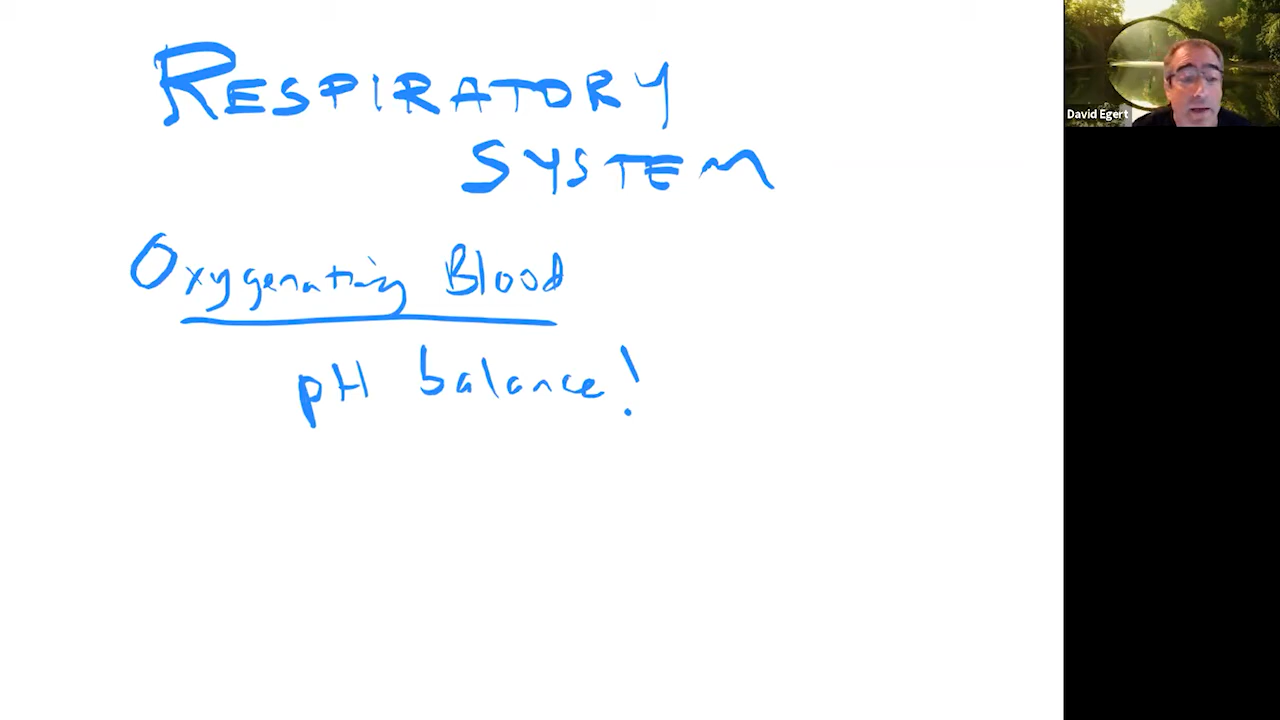 RESPIRATORY
SYSTEM
Oxygenating Blood
pH balance!
David Egert